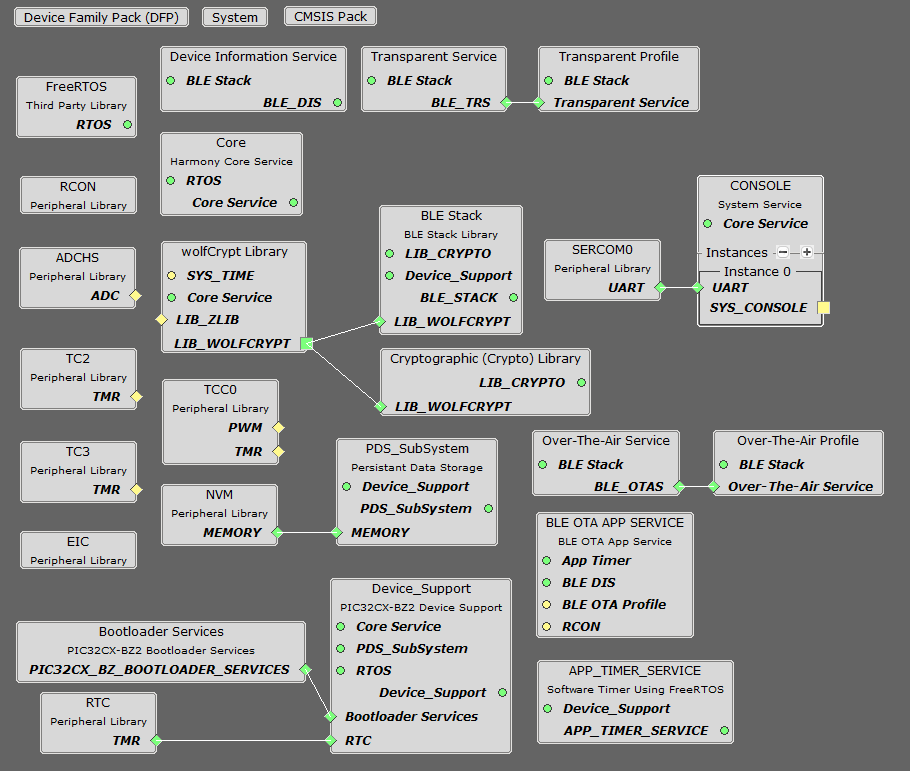 Device Family Pack (DFP)
System
CMSIS Pack
FreeRTOS
Third Party Library
RTOS
Device Information Service
BLE Stack
BLE_DIS
Transparent Service
BLE Stack
BLE_TRS
Transparent Profile
BLE Stack
Transparent Service
Core
Harmony Core Service
RTOS
Core Service
RCON
Peripheral Library
ADCHS
Peripheral Library
ADC
wolfCrypt Library
SYS_TIME
Core Service
LIB_ZLIB
LIB_WOLFCRYPT
BLE Stack
BLE Stack Library
LIB_CRYPTO
Device_Support
BLE_STACK
LIB_WOLFCRYPT
SERCOM0
Peripheral Library
UART
CONSOLE
System Service
Core Service
Instances
Instance 0
UART
SYS_CONSOLE
Cryptographic (Crypto) Library
LIB_CRYPTO
LIB_WOLFCRYPT
TC2
Peripheral Library
TMR
TCC0
Peripheral Library
PWM
TMR
TC3
Peripheral Library
TMR
NVM
Peripheral Library
MEMORY
PDS_SubSystem
Persistant Data Storage
Device_Support
PDS_SubSystem
MEMORY
Over-The-Air Service
BLE Stack
BLE_OTAS
Over-The-Air Profile
BLE Stack
Over-The-Air Service
EIC
Peripheral Library
BLE OTA APP SERVICE
BLE OTA App Service
App Timer
BLE DIS
BLE OTA Profile
RCON
Bootloader Services
PIC32CX-BZ2 Bootloader Services
PIC32CX_BZ_BOOTLOADER_SERVICES
Device_Support
PIC32CX-BZ2 Device Support
Core Service
PDS_SubSystem
RTOS
Device_Support
Bootloader Services
RTC
RTC
Peripheral Library
TMR
APP_TIMER_SERVICE
Software Timer Using FreeRTOS
Device_Support
APP_TIMER_SERVICE